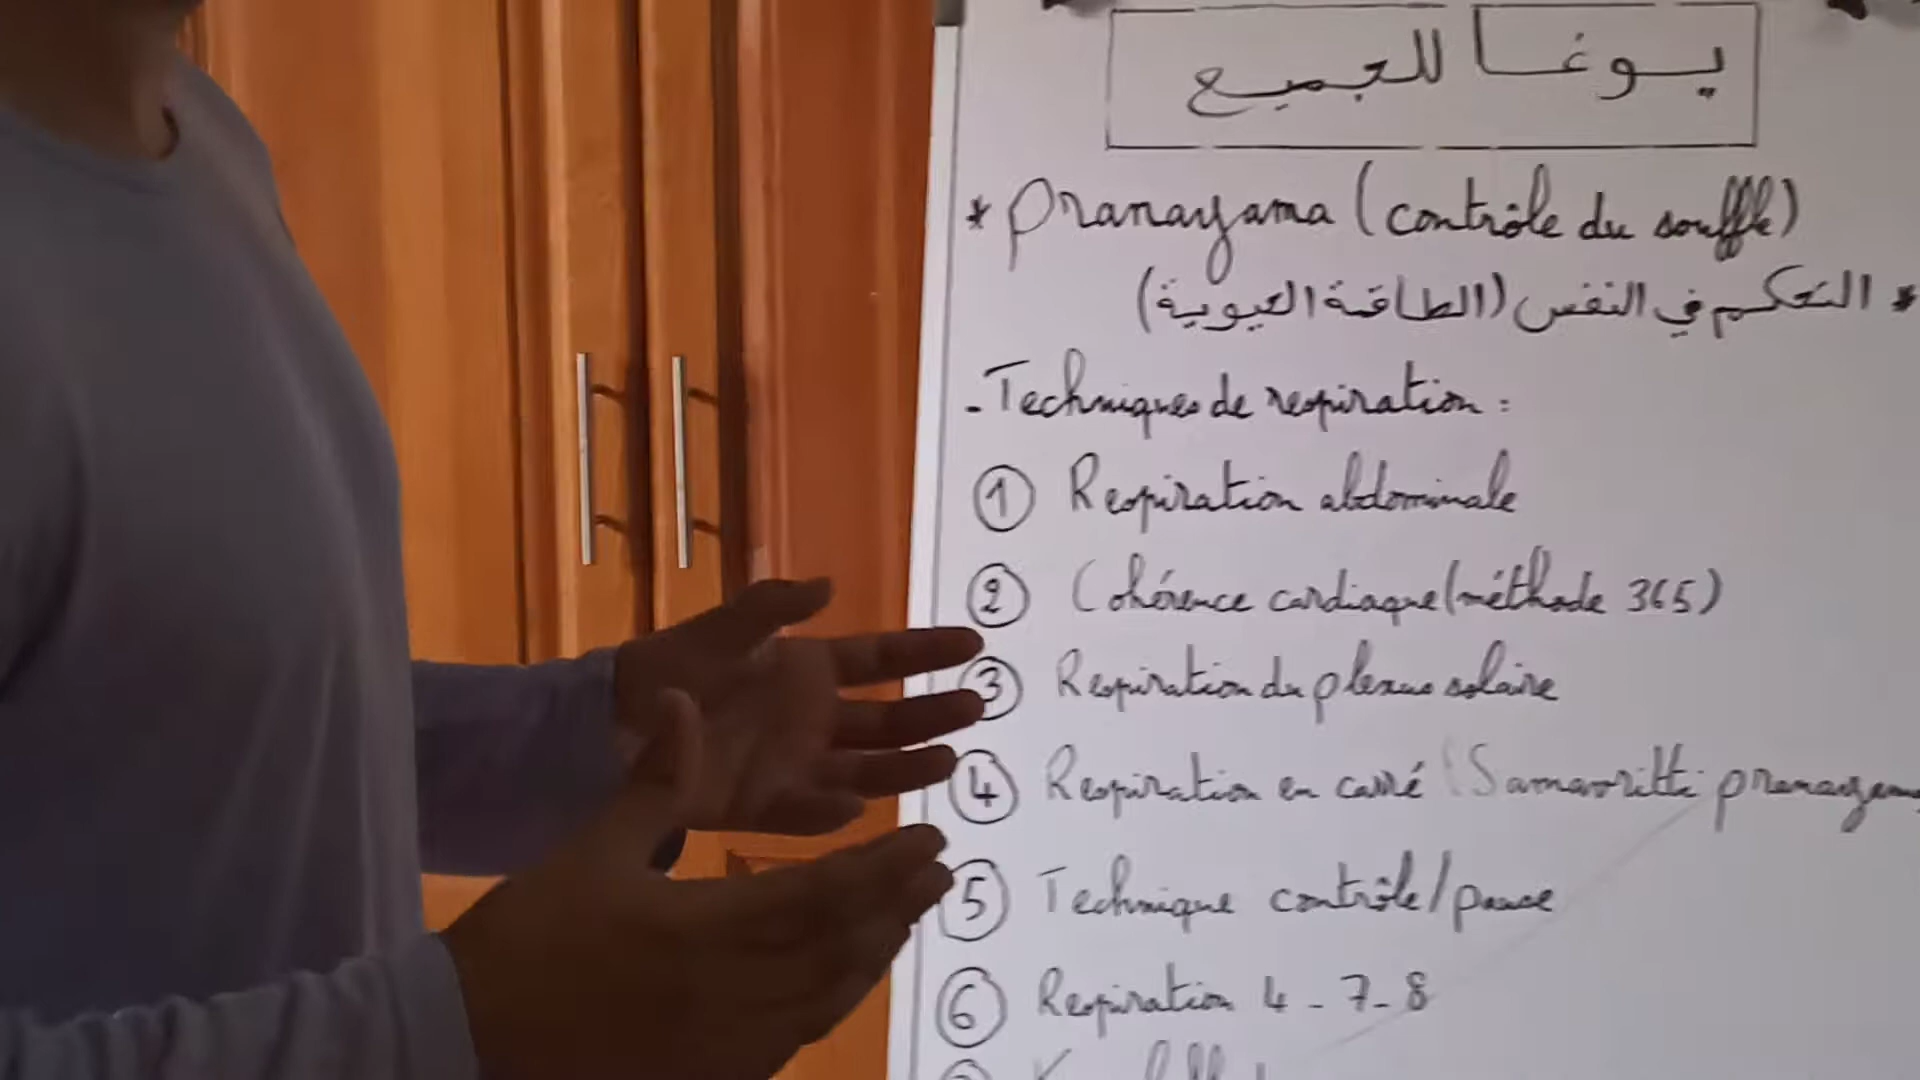 يوغا للجميع
* Pranayama (contrôle du souffle)
* التحكم في النفس (الطاقة الحيوية)
- Techniques de respiration :
① Respiration abdominale
② Cohérence cardiaque (méthode 365)
③ Respiration du plexus solaire
④ Respiration en carré (Samavritti pranayama
⑤ Technique contrôle/pause
⑥ Respiration 4-7-8